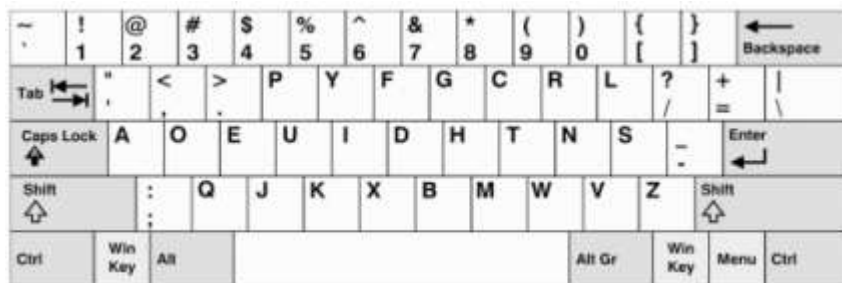 ~ ! @ # $ % ^ & * ( ) { }
` 1 2 3 4 5 6 7 8 9 0 [ ] Backspace
Tab " < > P Y F G C R L ? + |
' , . / = \
Caps Lock A O E U I D H T N S _ Enter
-
Shift : Q J K X B M W V Z Shift
;
Ctrl Win Key Alt Alt Gr Win Key Menu Ctrl